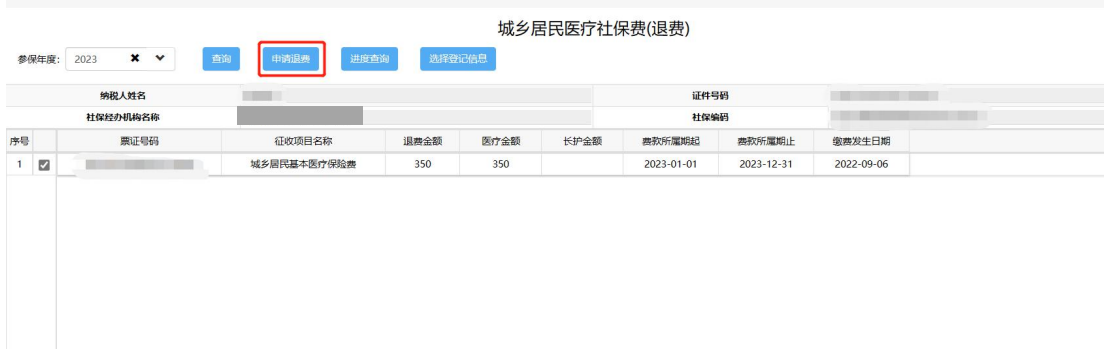 城乡居民医疗社保费(退费)
参保年度: 2023 查询 申请退费 进度查询 选择登记信息
纳税人姓名 证件号码
社保经办机构名称 社保编码
序号 票证号码 征收项目名称 退费金额 医疗金额 长护金额 费款所属期起 费款所属期止 缴费发生日期
1 城乡居民基本医疗保险费 350 350 2023-01-01 2023-12-31 2022-09-06